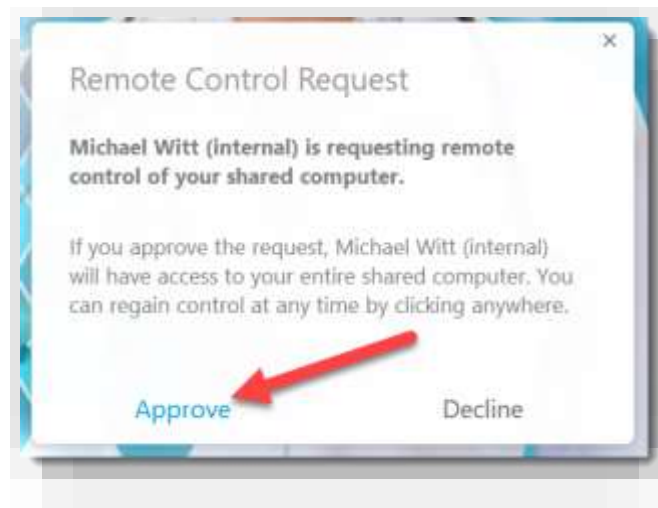 Remote Control Request
Michael Witt (internal) is requesting remote
control of your shared computer.
If you approve the request, Michael Witt (internal)
will have access to your entire shared computer. You
can regain control at any time by clicking anywhere.
Approve Decline